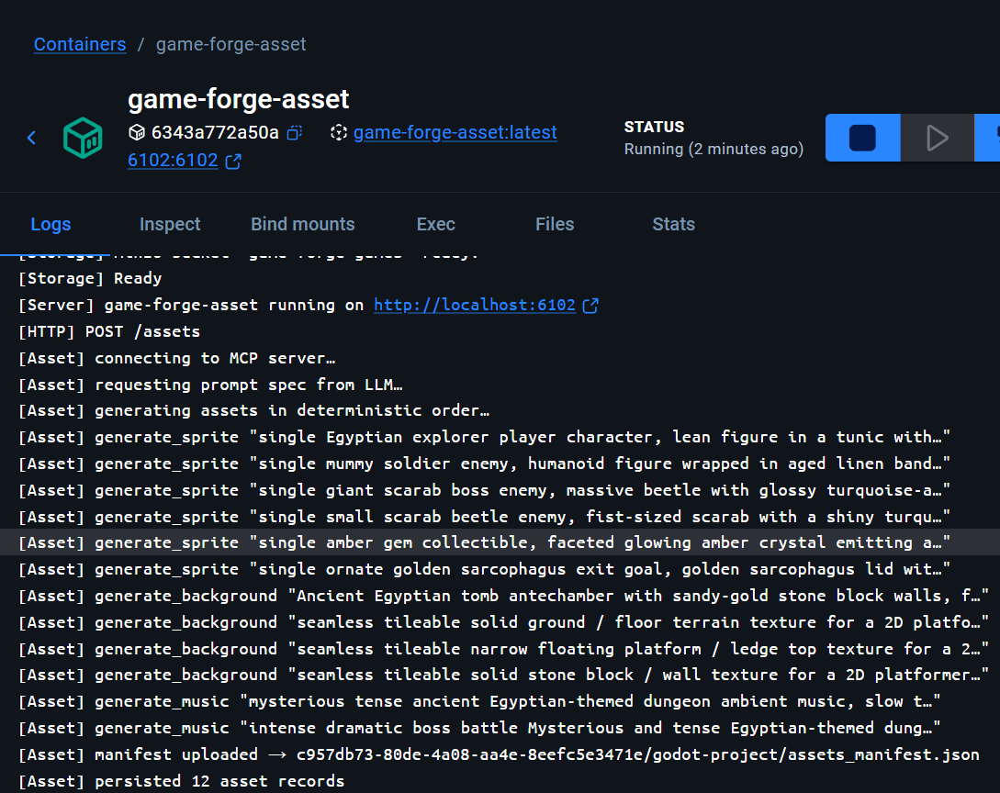 Containers / game-forge-asset
game-forge-asset
6343a772a50a game-forge-asset:latest
6102:6102
STATUS
Running (2 minutes ago)
Logs Inspect Bind mounts Exec Files Stats
[Storage] Ready
[Server] game-forge-asset running on http://localhost:6102
[HTTP] POST /assets
[Asset] connecting to MCP server…
[Asset] requesting prompt spec from LLM…
[Asset] generating assets in deterministic order…
[Asset] generate_sprite "single Egyptian explorer player character, lean figure in a tunic with…"
[Asset] generate_sprite "single mummy soldier enemy, humanoid figure wrapped in aged linen band…"
[Asset] generate_sprite "single giant scarab boss enemy, massive beetle with glossy turquoise-a…"
[Asset] generate_sprite "single small scarab beetle enemy, fist-sized scarab with a shiny turqu…"
[Asset] generate_sprite "single amber gem collectible, faceted glowing amber crystal emitting a…"
[Asset] generate_sprite "single ornate golden sarcophagus exit goal, golden sarcophagus lid wit…"
[Asset] generate_background "Ancient Egyptian tomb antechamber with sandy-gold stone block walls, f…"
[Asset] generate_background "seamless tileable solid ground / floor terrain texture for a 2D platfo…"
[Asset] generate_background "seamless tileable narrow floating platform / ledge top texture for a 2…"
[Asset] generate_background "seamless tileable solid stone block / wall texture for a 2D platformer…"
[Asset] generate_music "mysterious tense ancient Egyptian-themed dungeon ambient music, slow t…"
[Asset] generate_music "intense dramatic boss battle Mysterious and tense Egyptian-themed dung…"
[Asset] manifest uploaded → c957db73-80de-4a08-aa4e-8eefc5e3471e/godot-project/assets_manifest.json
[Asset] persisted 12 asset records